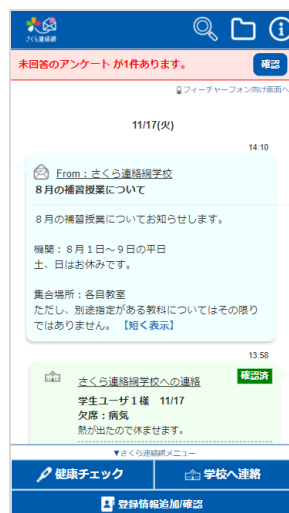 さくら連絡網
未回答のアンケート が1件あります。
確認
フィーチャーフォン向け画面へ
11/17(火)
14:10
From：さくら連絡綱学校
８月の補習授業について
８月の補習授業についてお知らせします。
機関：８月１日～９日の平日
土、日はお休みです。
集合場所：各自教室
ただし、別途指定がある教科についてはその限り
ではありません。 【短く表示】
13:58
さくら連絡綱学校への連絡
確認済
学生ユーザ１様 11/17
欠席：病気
熱が出たので休ませます。
▼さくら連絡網メニュー
健康チェック
学校へ連絡
登録情報追加/確認